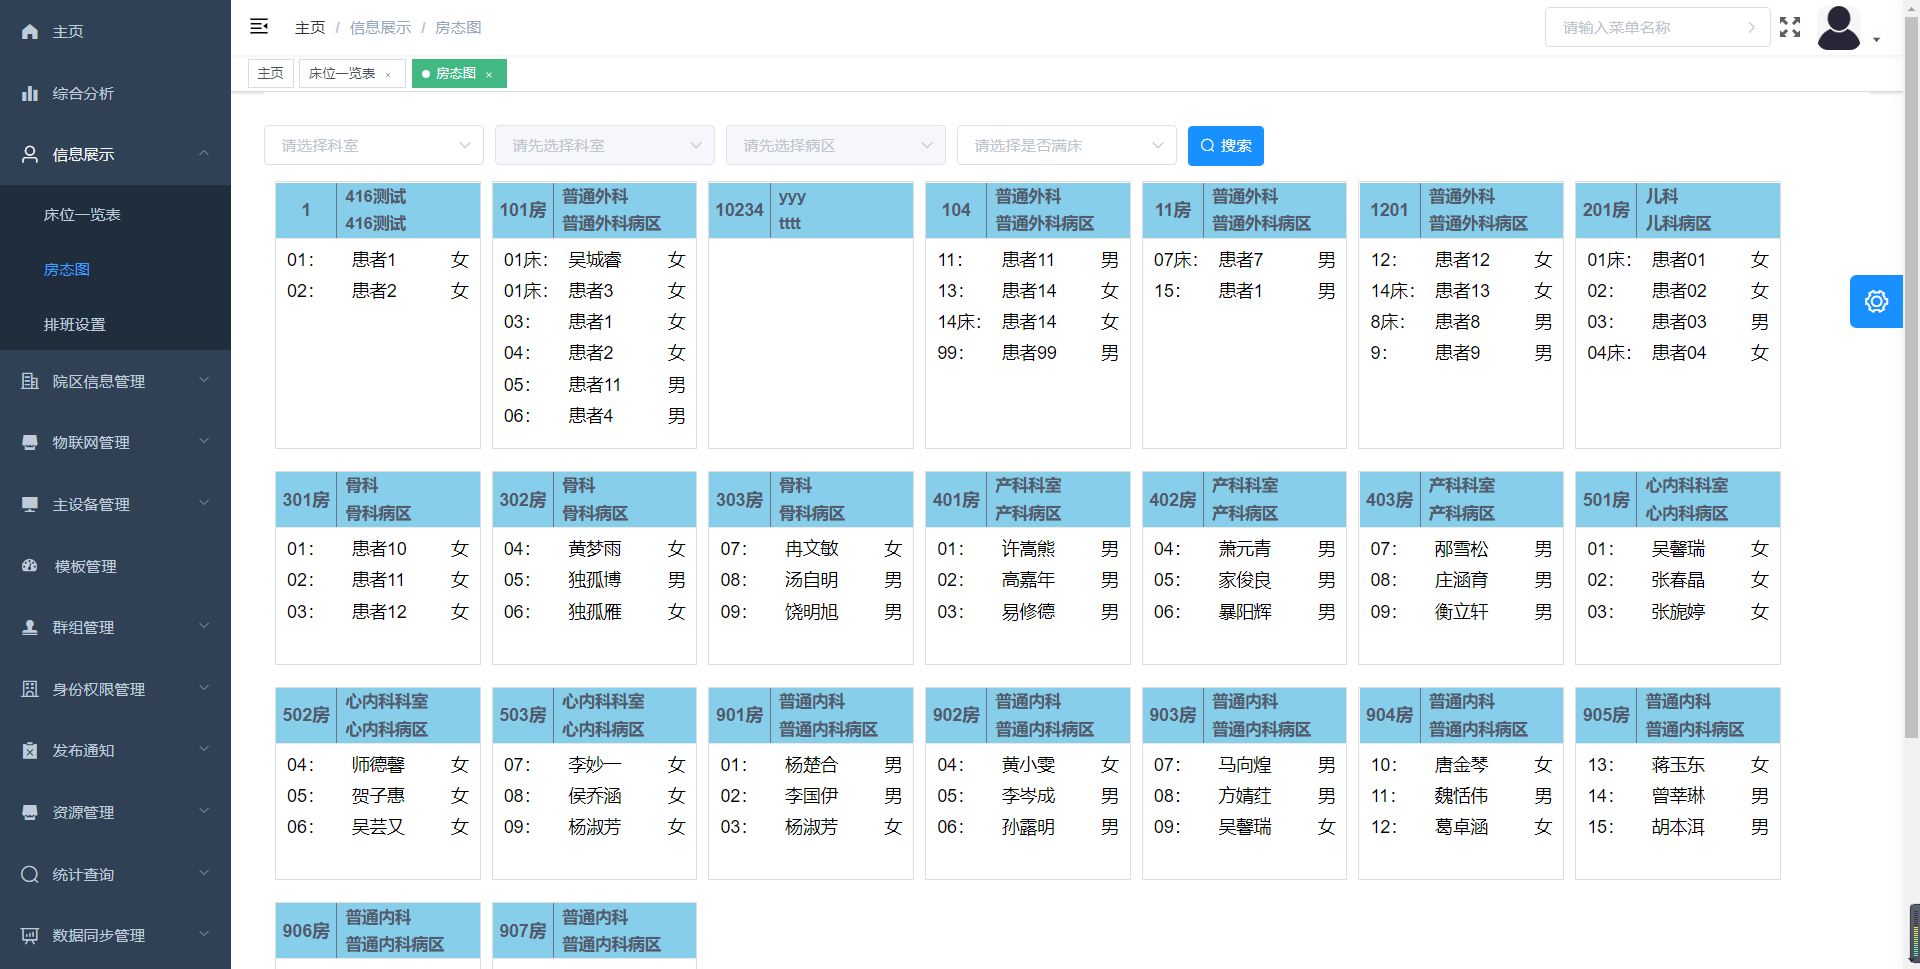 主页
综合分析
信息展示
床位一览表
房态图
排班设置
院区信息管理
物联网管理
主设备管理
模板管理
群组管理
身份权限管理
发布通知
资源管理
统计查询
数据同步管理
主页 / 信息展示 / 房态图
请输入菜单名称
主页 床位一览表 × 房态图 ×
请选择科室 请先选择科室 请先选择病区 请选择是否满床 搜索
1 416测试
416测试
01： 患者1 女
02： 患者2 女
101房 普通外科
普通外科病区
01床： 吴城睿 女
01床： 患者3 女
03： 患者1 女
04： 患者2 女
05： 患者11 男
06： 患者4 男
10234 yyy
tttt
104 普通外科
普通外科病区
11： 患者11 男
13： 患者14 女
14床： 患者14 女
99： 患者99 男
11房 普通外科
普通外科病区
07床： 患者7 男
15： 患者1 男
1201 普通外科
普通外科病区
12： 患者12 女
14床： 患者13 女
8床： 患者8 男
9： 患者9 男
201房 儿科
儿科病区
01床： 患者01 女
02： 患者02 女
03： 患者03 男
04床： 患者04 女
301房 骨科
骨科病区
01： 患者10 女
02： 患者11 女
03： 患者12 女
302房 骨科
骨科病区
04： 黄梦雨 女
05： 独孤博 男
06： 独孤雁 女
303房 骨科
骨科病区
07： 冉文敏 女
08： 汤自明 男
09： 饶明旭 男
401房 产科科室
产科病区
01： 许嵩熊 男
02： 高嘉年 男
03： 易修德 男
402房 产科科室
产科病区
04： 萧元青 男
05： 家俊良 男
06： 暴阳辉 男
403房 产科科室
产科病区
07： 邴雪松 男
08： 庄涵育 男
09： 衡立轩 男
501房 心内科科室
心内科病区
01： 吴馨瑞 女
02： 张春晶 女
03： 张旎婷 女
502房 心内科科室
心内科病区
04： 师德馨 女
05： 贺子惠 女
06： 吴芸又 女
503房 心内科科室
心内科病区
07： 李妙一 女
08： 侯乔涵 女
09： 杨淑芳 女
901房 普通内科
普通内科病区
01： 杨楚合 男
02： 李国伊 男
03： 杨淑芳 女
902房 普通内科
普通内科病区
04： 黄小雯 女
05： 李岑成 男
06： 孙露明 男
903房 普通内科
普通内科病区
07： 马向煌 男
08： 方婧荭 男
09： 吴馨瑞 女
904房 普通内科
普通内科病区
10： 唐金琴 女
11： 魏恬伟 男
12： 葛卓涵 女
905房 普通内科
普通内科病区
13： 蒋玉东 女
14： 曾莘琳 男
15： 胡本洱 男
906房 普通内科
普通内科病区
907房 普通内科
普通内科病区